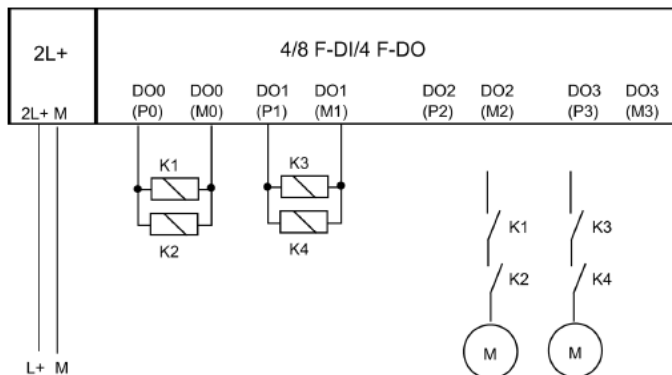 2L+
4/8 F-DI/4 F-DO
DO0 DO0 DO1 DO1 DO2 DO2 DO3 DO3
2L+ M (P0) (M0) (P1) (M1) (P2) (M2) (P3) (M3)
K1 K3
K2 K4
K1 K3
K2 K4
M M
L+ M